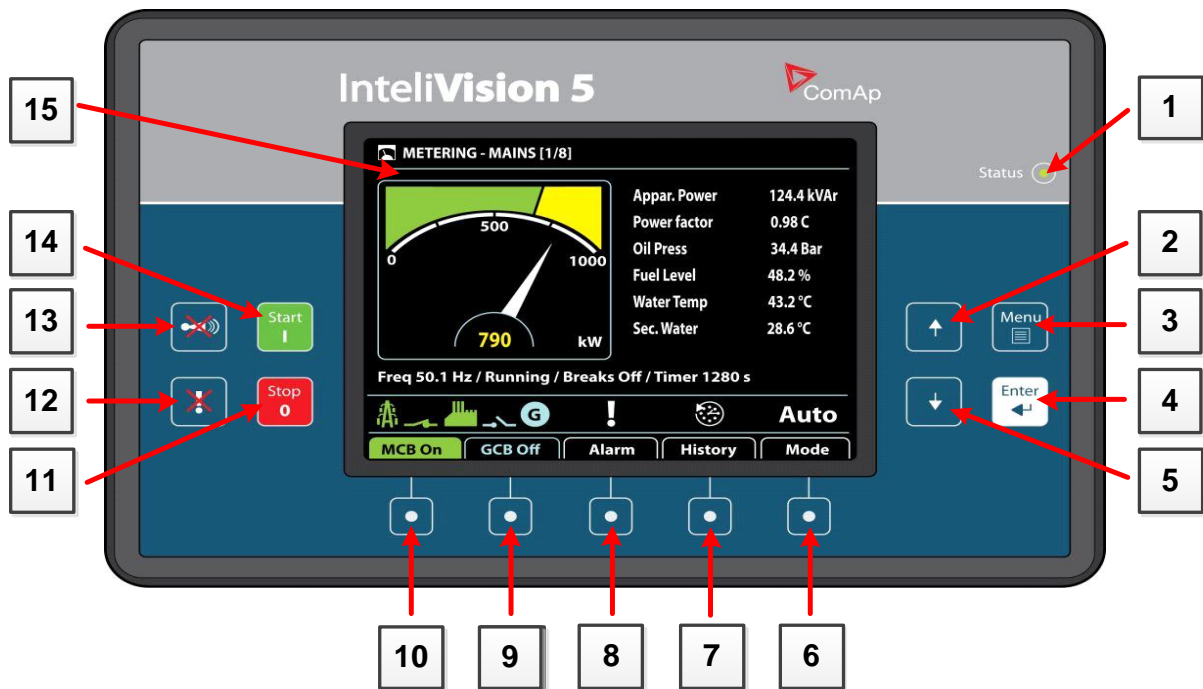 InteliVision 5
ComAp
15
1
METERING - MAINS [1/8]
Status
Appar. Power 124.4 kVAr
Power factor 0.98 C
Oil Press 34.4 Bar
Fuel Level 48.2 %
Water Temp 43.2 °C
Sec. Water 28.6 °C
0
500
1000
790
kW
14
2
13
Start
I
Menu
3
Freq 50.1 Hz / Running / Breaks Off / Timer 1280 s
12
Stop
0
Enter
4
G
!
Auto
MCB On
GCB Off
Alarm
History
Mode
11
5
10
9
8
7
6